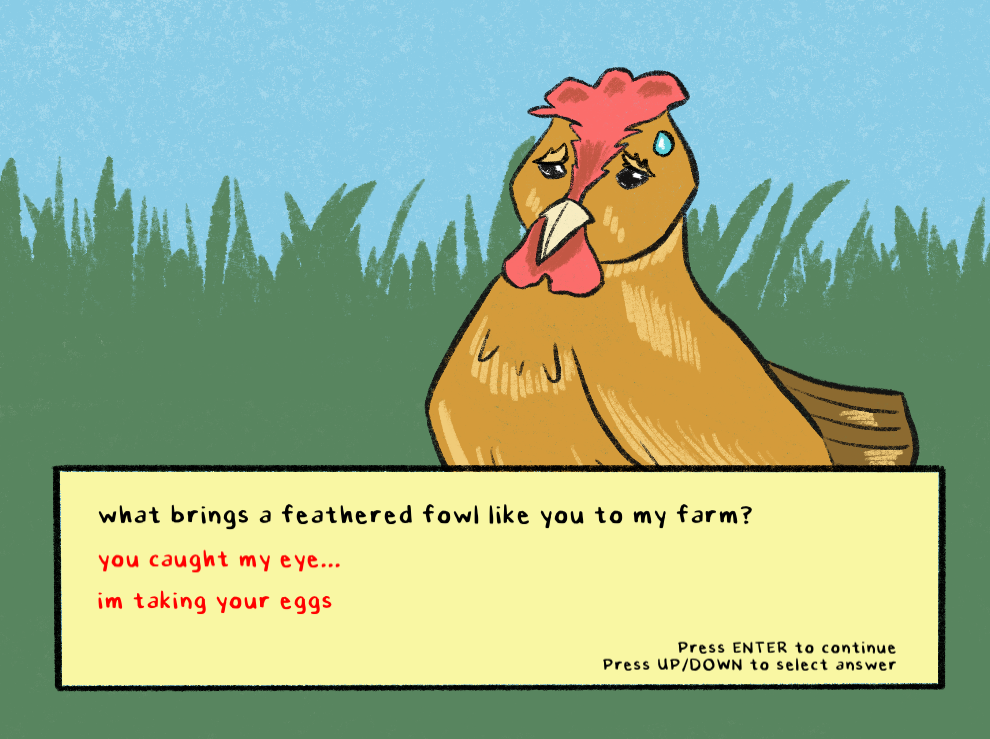 what brings a feathered fowl like you to my farm?
you caught my eye...
im taking your eggs
Press ENTER to continue
Press UP/DOWN to select answer